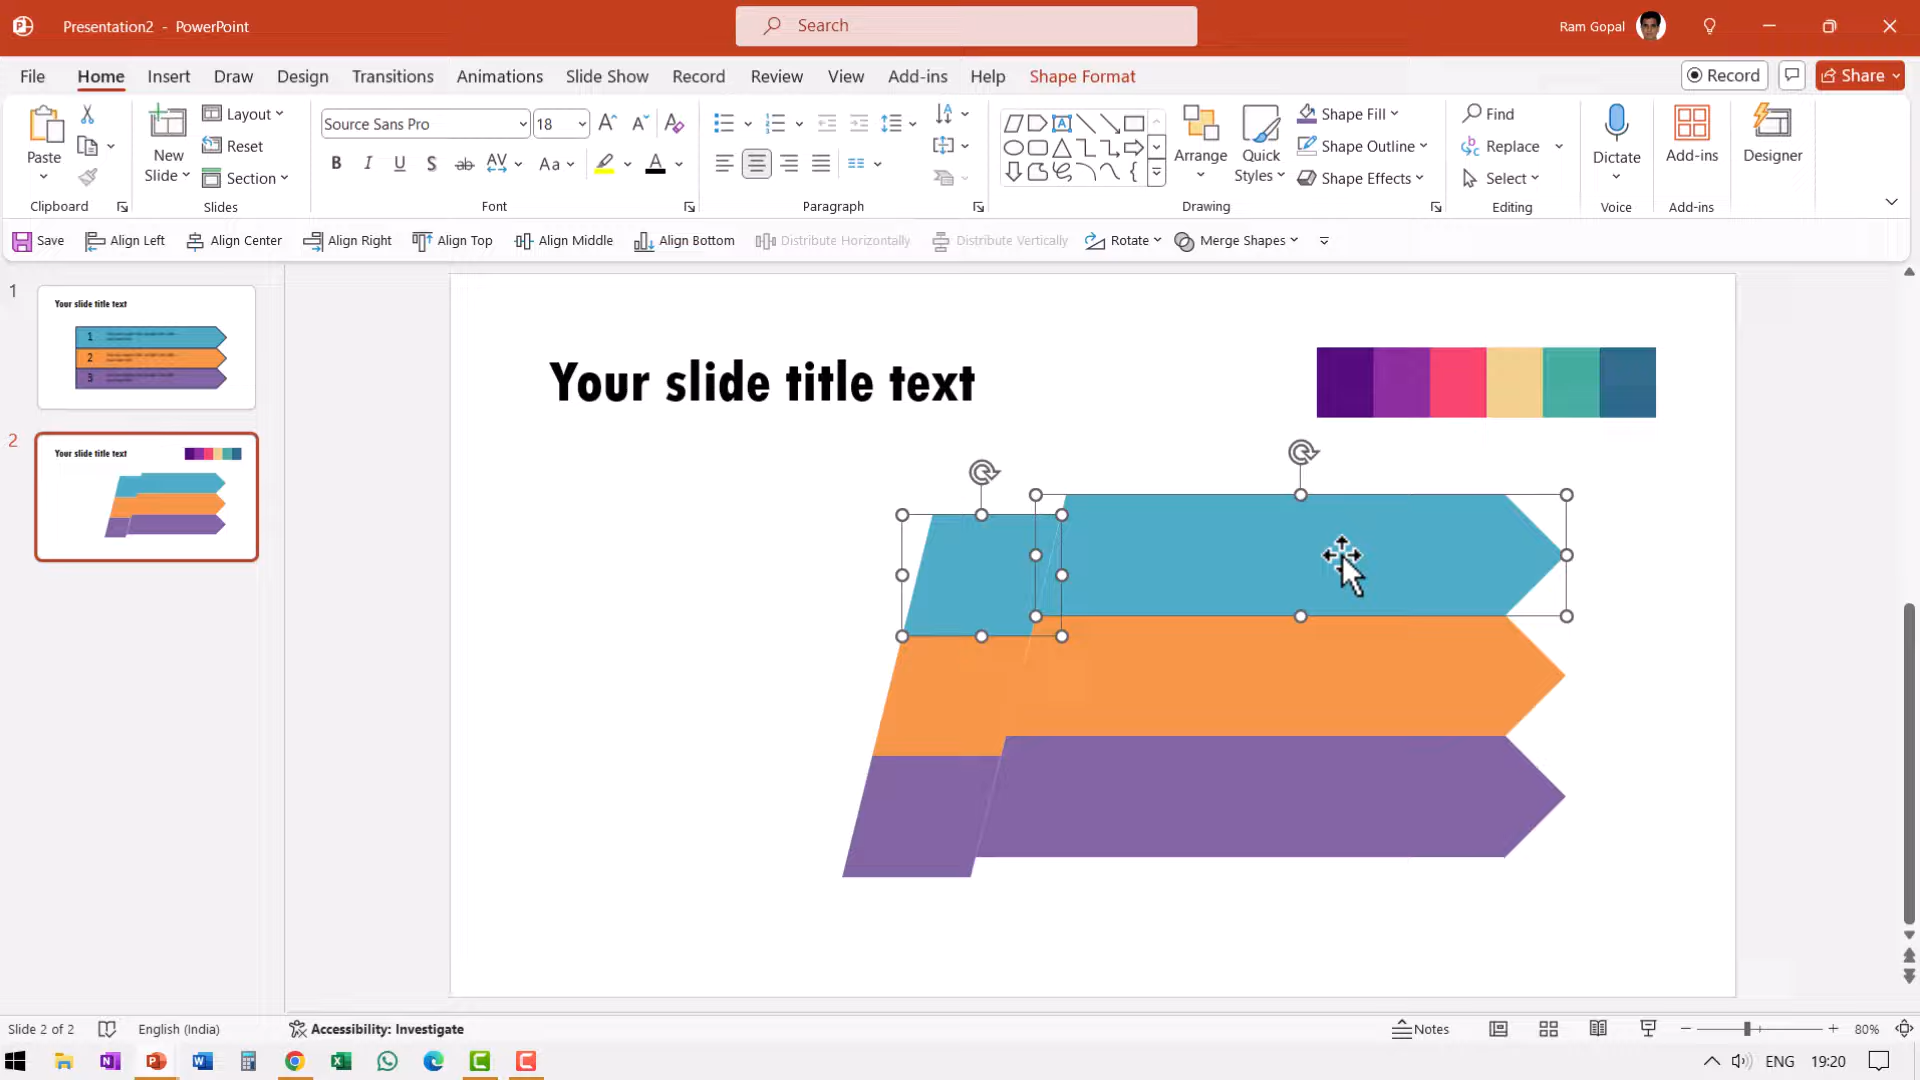 Presentation2 - PowerPoint
Search
Ram Gopal
File Home Insert Draw Design Transitions Animations Slide Show Record Review View Add-ins Help Shape Format
Record
Share
Paste
New Slide
Layout
Reset
Section
Source Sans Pro 18
Arrange
Quick Styles
Shape Fill
Shape Outline
Shape Effects
Find
Replace
Select
Dictate
Add-ins
Designer
Clipboard Slides Font Paragraph Drawing Editing Voice Add-ins
Save Align Left Align Center Align Right Align Top Align Middle Align Bottom Distribute Horizontally Distribute Vertically Rotate Merge Shapes
1
Your slide title text
1
2
3
2
Your slide title text
Your slide title text
Slide 2 of 2 English (India) Accessibility: Investigate Notes 80%
ENG 19:20